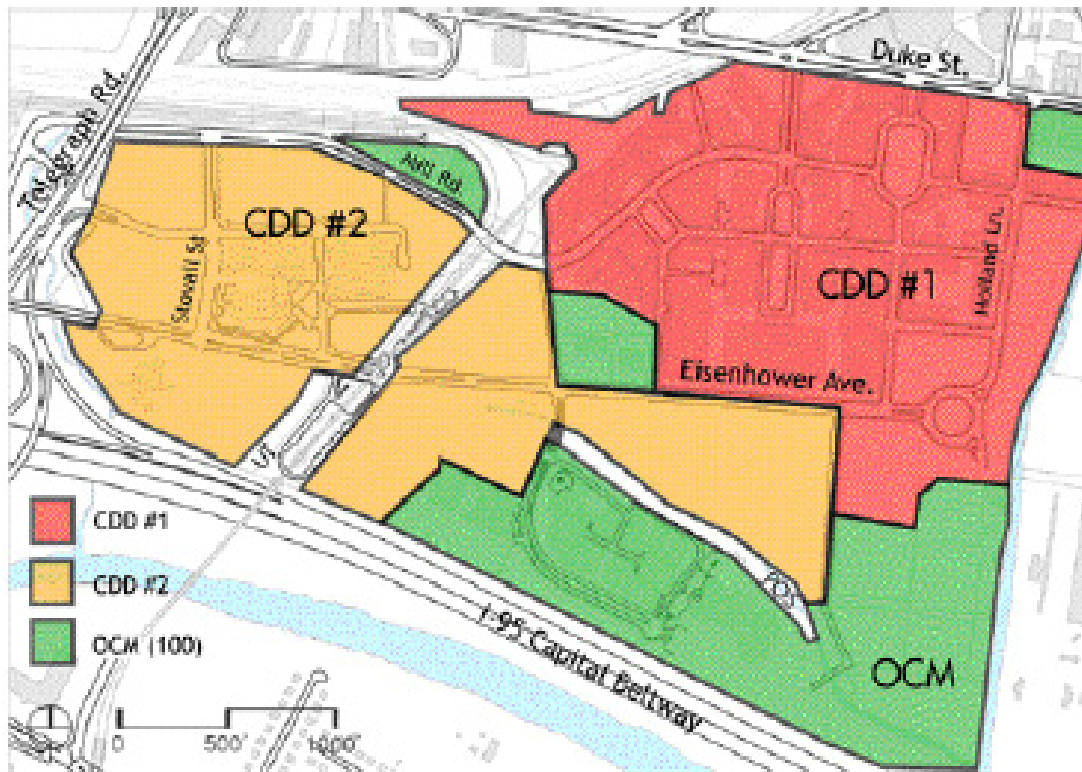 Duke St.
Telegraph Rd.
Mill Rd.
CDD #2
Stovall St
CDD #1
Holland Ln.
Eisenhower Ave.
POS
CDD #1
CDD #2
OCM (100)
I-95 Capital Beltway
OCM
0 500' 1000'